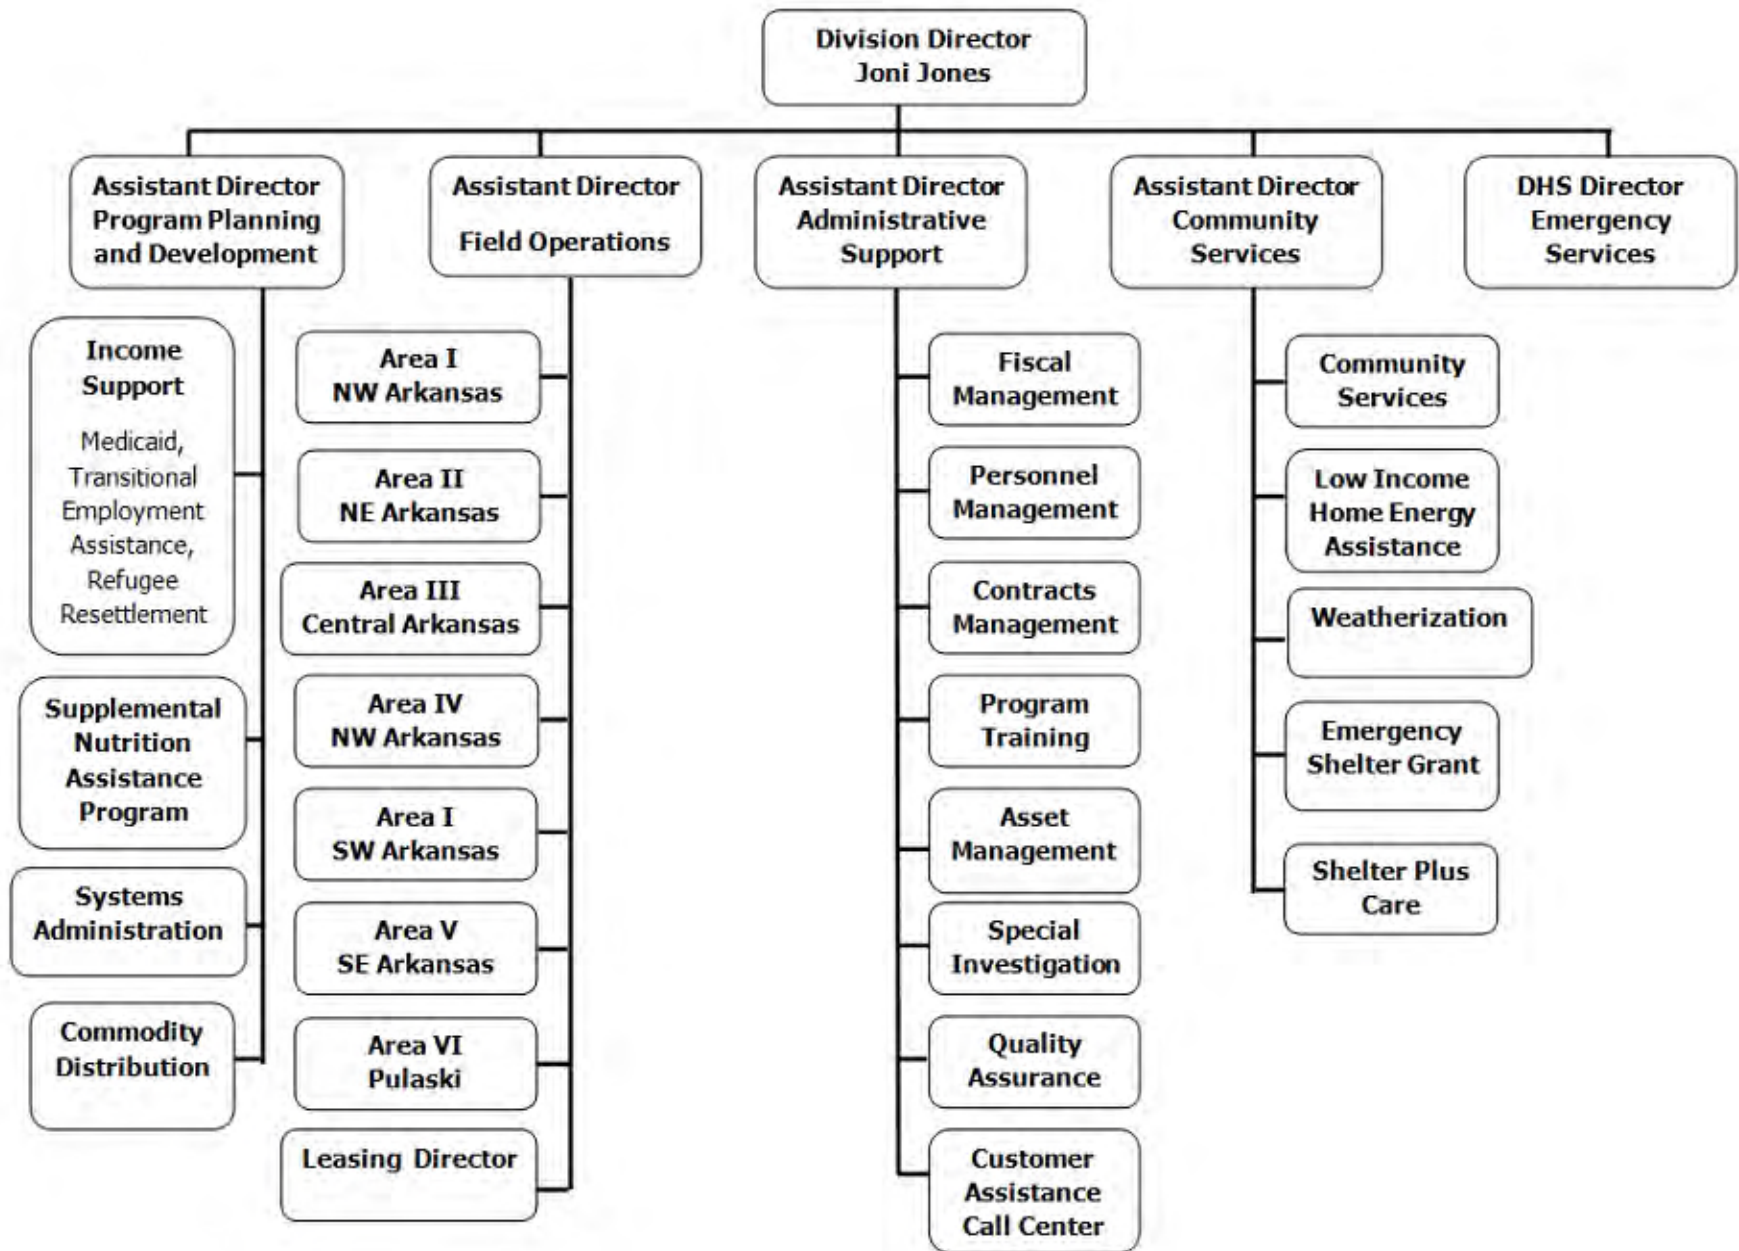 Division Director
Joni Jones
Assistant Director
Program Planning
and Development
Assistant Director
Field Operations
Assistant Director
Administrative
Support
Assistant Director
Community
Services
DHS Director
Emergency
Services
Income
Support
Medicaid,
Transitional
Employment
Assistance,
Refugee
Resettlement
Supplemental
Nutrition
Assistance
Program
Systems
Administration
Commodity
Distribution
Area I
NW Arkansas
Area II
NE Arkansas
Area III
Central Arkansas
Area IV
NW Arkansas
Area I
SW Arkansas
Area V
SE Arkansas
Area VI
Pulaski
Leasing Director
Fiscal
Management
Personnel
Management
Contracts
Management
Program
Training
Asset
Management
Special
Investigation
Quality
Assurance
Customer
Assistance
Call Center
Community
Services
Low Income
Home Energy
Assistance
Weatherization
Emergency
Shelter Grant
Shelter Plus
Care